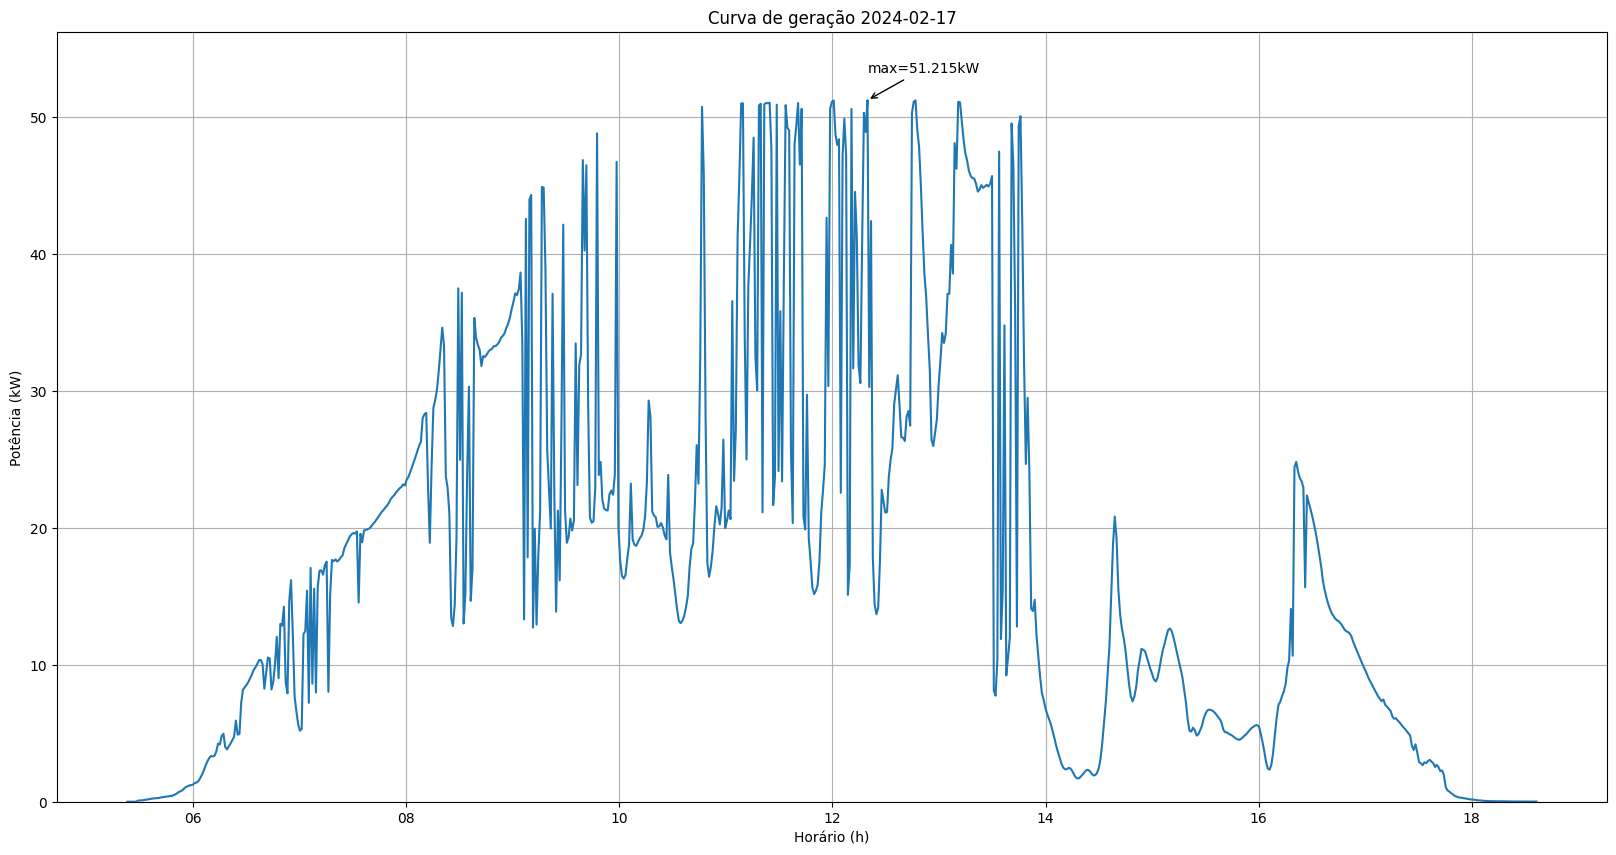 Curva de geração 2024-02-17
max=51.215kW
Potência (kW)
50
40
30
20
10
0
06 08 10 12 14 16 18
Horário (h)